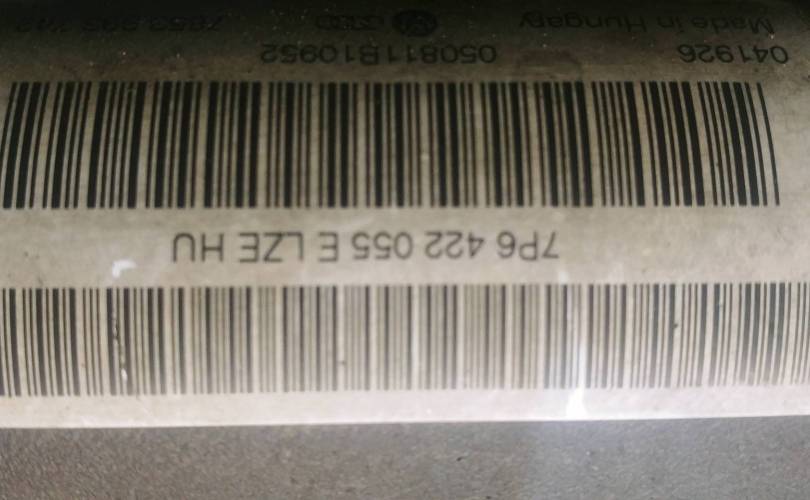 7P6 422 055 E LZE HU
041926 050811B10952
Made in Hungary